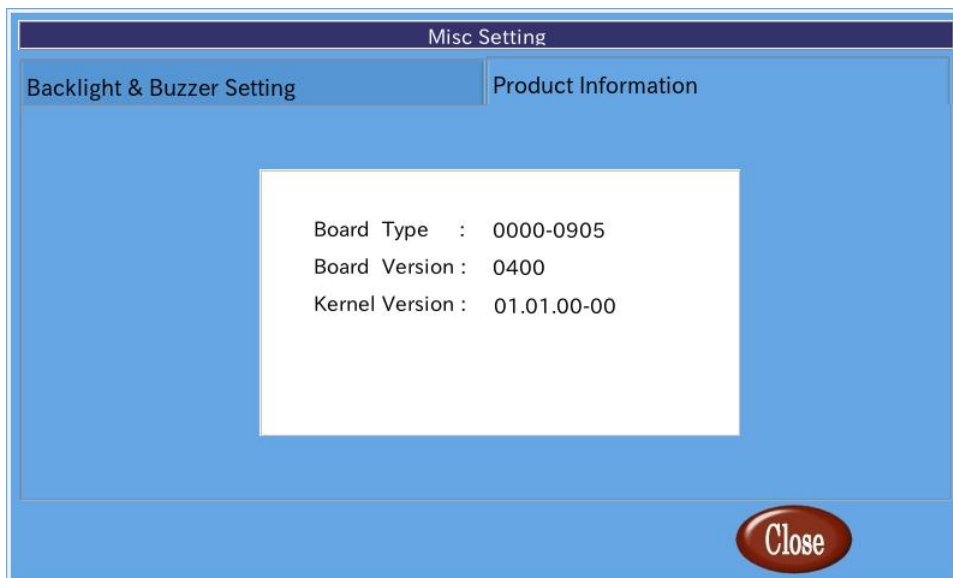 Misc Setting
Backlight & Buzzer Setting
Product Information
Board Type : 0000-0905
Board Version : 0400
Kernel Version : 01.01.00-00
Close